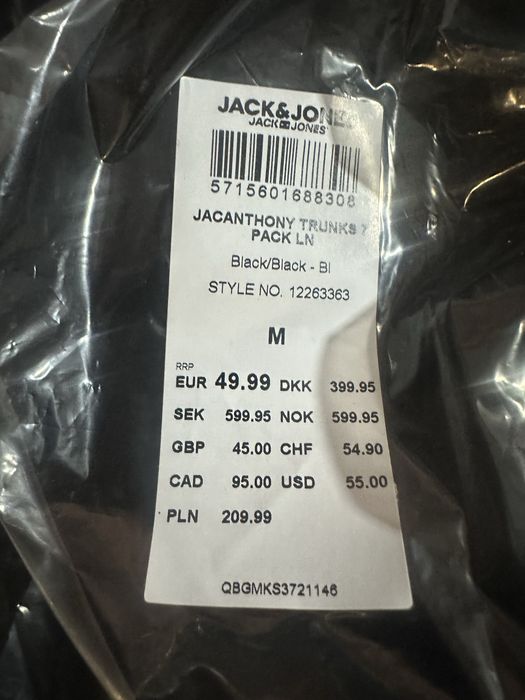 JACK&JONES
JACK JONES
5715601688308
JACANTHONY TRUNKS 7
PACK LN
Black/Black - Bl
STYLE NO. 12263363
M
RRP
EUR 49.99 DKK 399.95
SEK 599.95 NOK 599.95
GBP 45.00 CHF 54.90
CAD 95.00 USD 55.00
PLN 209.99
QBGMKS3721146